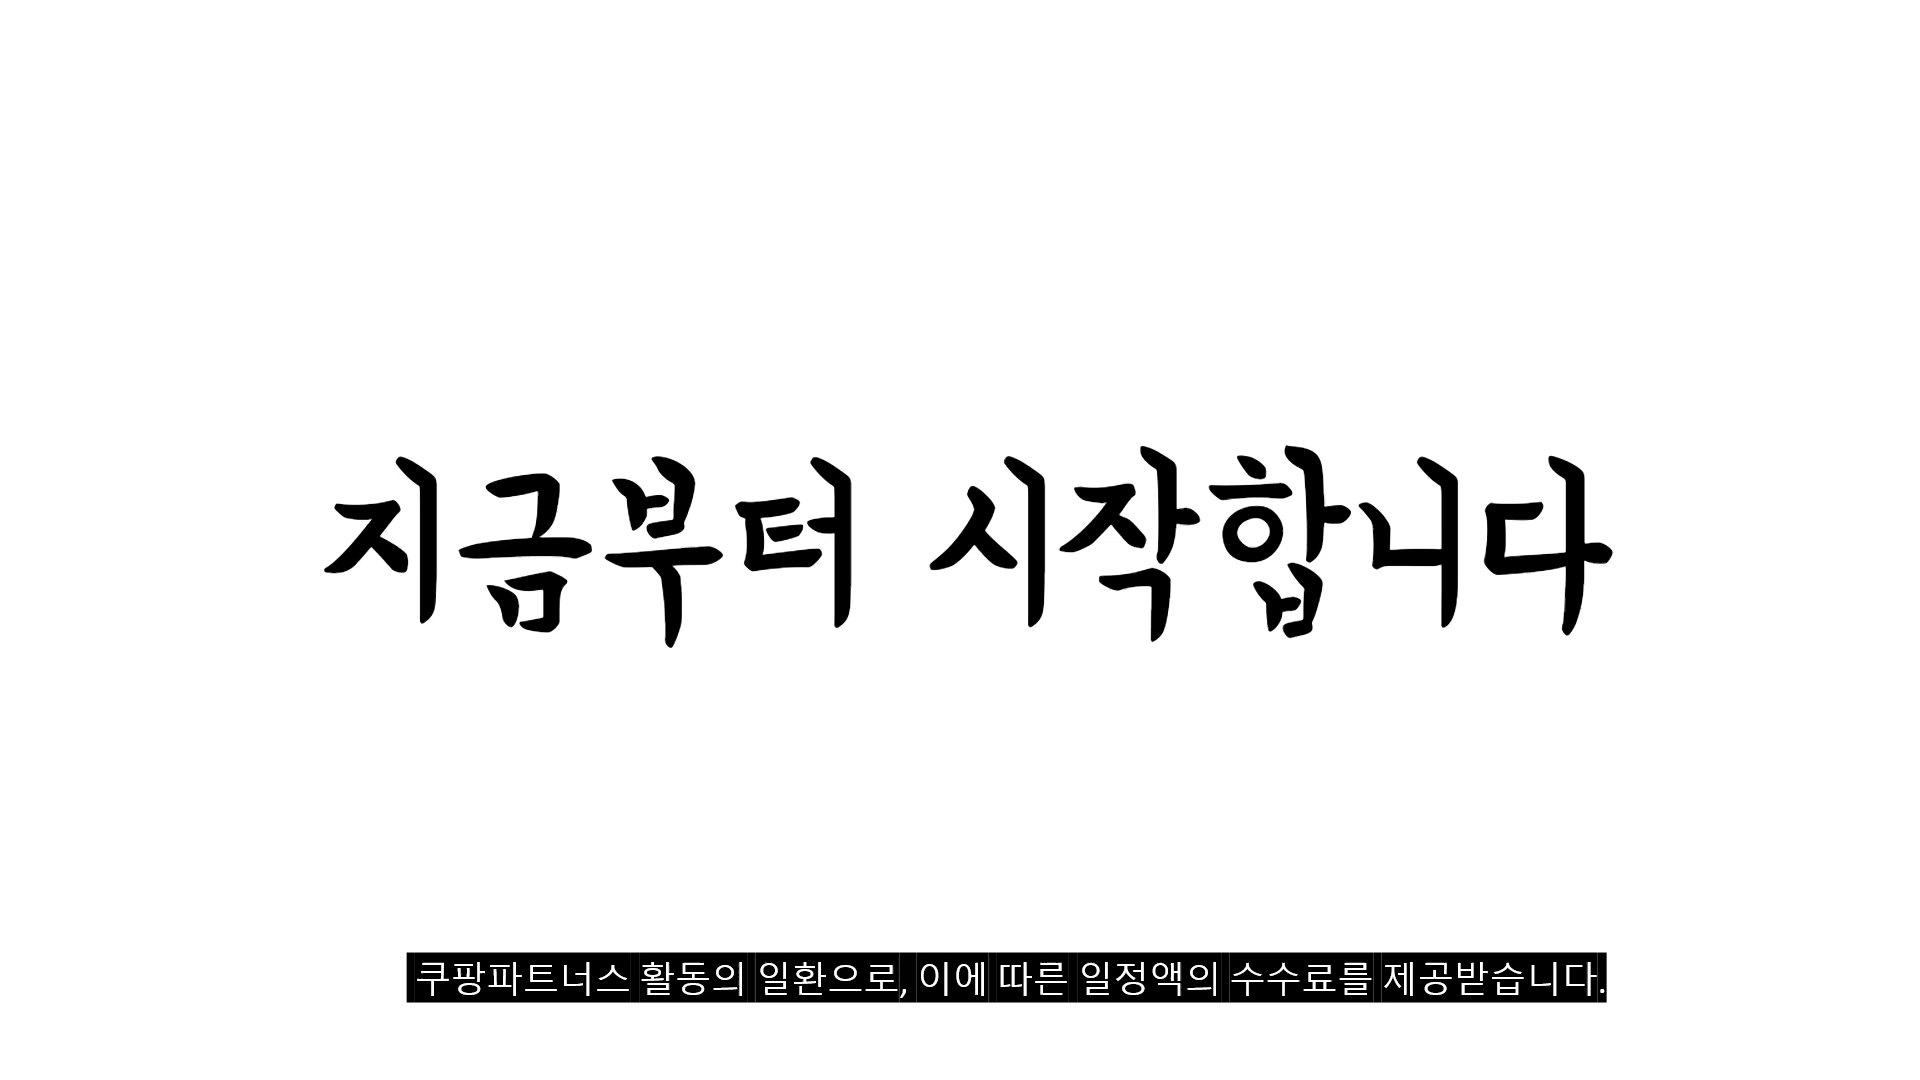 지금부터 시작합니다
쿠팡파트너스 활동의 일환으로, 이에 따른 일정액의 수수료를 제공받습니다.